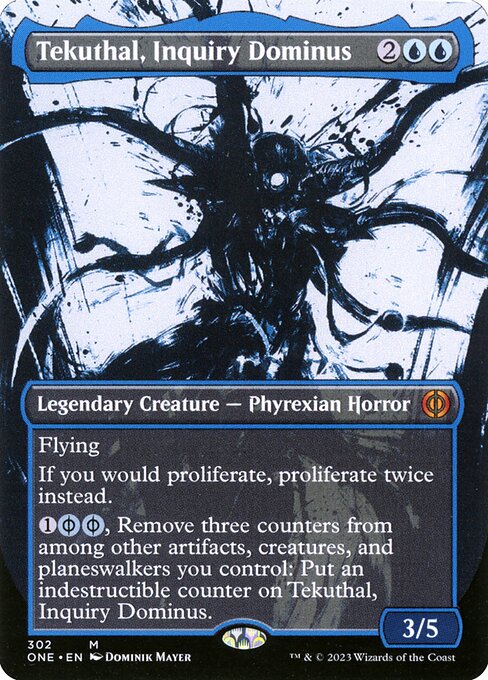 Tekuthal, Inquiry Dominus 2
Legendary Creature — Phyrexian Horror
Flying
If you would proliferate, proliferate twice
instead.
1, Remove three counters from
among other artifacts, creatures, and
planeswalkers you control: Put an
indestructible counter on Tekuthal,
Inquiry Dominus.
3/5
302 M
ONE • EN Dominik Mayer
™ & © 2023 Wizards of the Coast